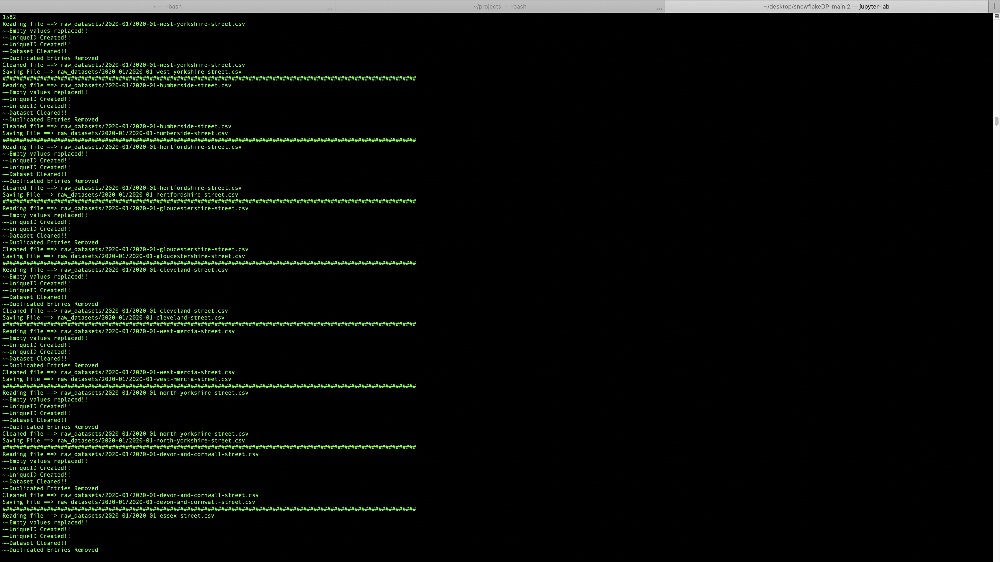 ~ — -bash
...
~/projects — -bash
...
~/desktop/snowflakeDP-main 2 — jupyter-lab
1582
Reading file ==> raw_datasets/2020-01/2020-01-west-yorkshire-street.csv
~~Empty values replaced!!
~~UniqueID Created!!
~~UniqueID Created!!
~~Dataset Cleaned!!
~~Duplicated Entries Removed
Cleaned file ==> raw_datasets/2020-01/2020-01-west-yorkshire-street.csv
Saving File ==> raw_datasets/2020-01/2020-01-west-yorkshire-street.csv
#########################################################################################################################
Reading file ==> raw_datasets/2020-01/2020-01-humberside-street.csv
~~Empty values replaced!!
~~UniqueID Created!!
~~UniqueID Created!!
~~Dataset Cleaned!!
~~Duplicated Entries Removed
Cleaned file ==> raw_datasets/2020-01/2020-01-humberside-street.csv
Saving File ==> raw_datasets/2020-01/2020-01-humberside-street.csv
#########################################################################################################################
Reading file ==> raw_datasets/2020-01/2020-01-hertfordshire-street.csv
~~Empty values replaced!!
~~UniqueID Created!!
~~UniqueID Created!!
~~Dataset Cleaned!!
~~Duplicated Entries Removed
Cleaned file ==> raw_datasets/2020-01/2020-01-hertfordshire-street.csv
Saving File ==> raw_datasets/2020-01/2020-01-hertfordshire-street.csv
#########################################################################################################################
Reading file ==> raw_datasets/2020-01/2020-01-gloucestershire-street.csv
~~Empty values replaced!!
~~UniqueID Created!!
~~UniqueID Created!!
~~Dataset Cleaned!!
~~Duplicated Entries Removed
Cleaned file ==> raw_datasets/2020-01/2020-01-gloucestershire-street.csv
Saving File ==> raw_datasets/2020-01/2020-01-gloucestershire-street.csv
#########################################################################################################################
Reading file ==> raw_datasets/2020-01/2020-01-cleveland-street.csv
~~Empty values replaced!!
~~UniqueID Created!!
~~UniqueID Created!!
~~Dataset Cleaned!!
~~Duplicated Entries Removed
Cleaned file ==> raw_datasets/2020-01/2020-01-cleveland-street.csv
Saving File ==> raw_datasets/2020-01/2020-01-cleveland-street.csv
#########################################################################################################################
Reading file ==> raw_datasets/2020-01/2020-01-west-mercia-street.csv
~~Empty values replaced!!
~~UniqueID Created!!
~~UniqueID Created!!
~~Dataset Cleaned!!
~~Duplicated Entries Removed
Cleaned file ==> raw_datasets/2020-01/2020-01-west-mercia-street.csv
Saving File ==> raw_datasets/2020-01/2020-01-west-mercia-street.csv
#########################################################################################################################
Reading file ==> raw_datasets/2020-01/2020-01-north-yorkshire-street.csv
~~Empty values replaced!!
~~UniqueID Created!!
~~UniqueID Created!!
~~Dataset Cleaned!!
~~Duplicated Entries Removed
Cleaned file ==> raw_datasets/2020-01/2020-01-north-yorkshire-street.csv
Saving File ==> raw_datasets/2020-01/2020-01-north-yorkshire-street.csv
#########################################################################################################################
Reading file ==> raw_datasets/2020-01/2020-01-devon-and-cornwall-street.csv
~~Empty values replaced!!
~~UniqueID Created!!
~~UniqueID Created!!
~~Dataset Cleaned!!
~~Duplicated Entries Removed
Cleaned file ==> raw_datasets/2020-01/2020-01-devon-and-cornwall-street.csv
Saving File ==> raw_datasets/2020-01/2020-01-devon-and-cornwall-street.csv
#########################################################################################################################
Reading file ==> raw_datasets/2020-01/2020-01-essex-street.csv
~~Empty values replaced!!
~~UniqueID Created!!
~~UniqueID Created!!
~~Dataset Cleaned!!
~~Duplicated Entries Removed